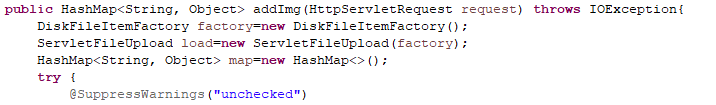 public HashMap<String, Object> addImg(HttpServletRequest request) throws IOException{
DiskFileItemFactory factory=new DiskFileItemFactory();
ServletFileUpload load=new ServletFileUpload(factory);
HashMap<String, Object> map=new HashMap<>();
try {
@SuppressWarnings("unchecked")